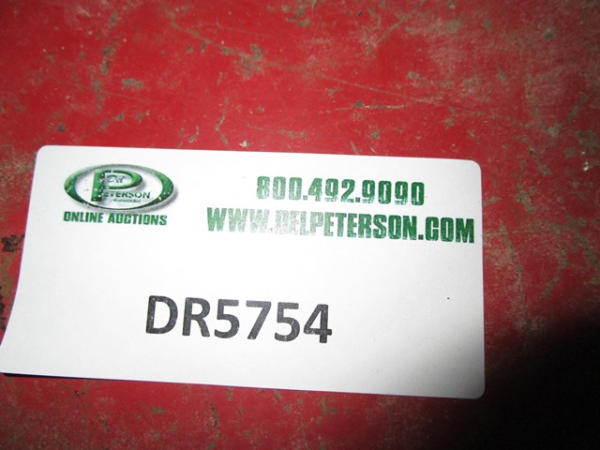 PETERSON
ONLINE AUCTIONS
800.492.9090
WWW.DELPETERSON.COM
DR5754